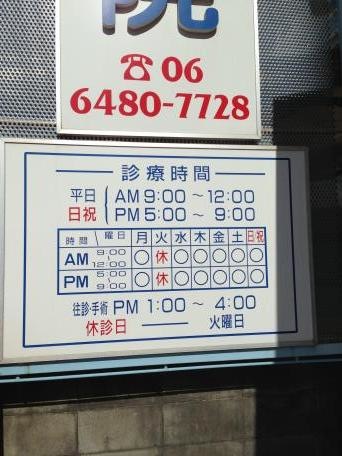 院
☎06
6480-7728
診療時間
平日 AM 9:00 ~ 12:00
日祝 PM 5:00 ~ 9:00
時間 曜日 月 火 水 木 金 土 日・祝
AM 9:00 12:00 ○ 休 ○ ○ ○ ○ ○
PM 5:00 9:00 ○ 休 ○ ○ ○ ○ ○
往診・手術 PM 1:00 ~ 4:00
休診日 火曜日